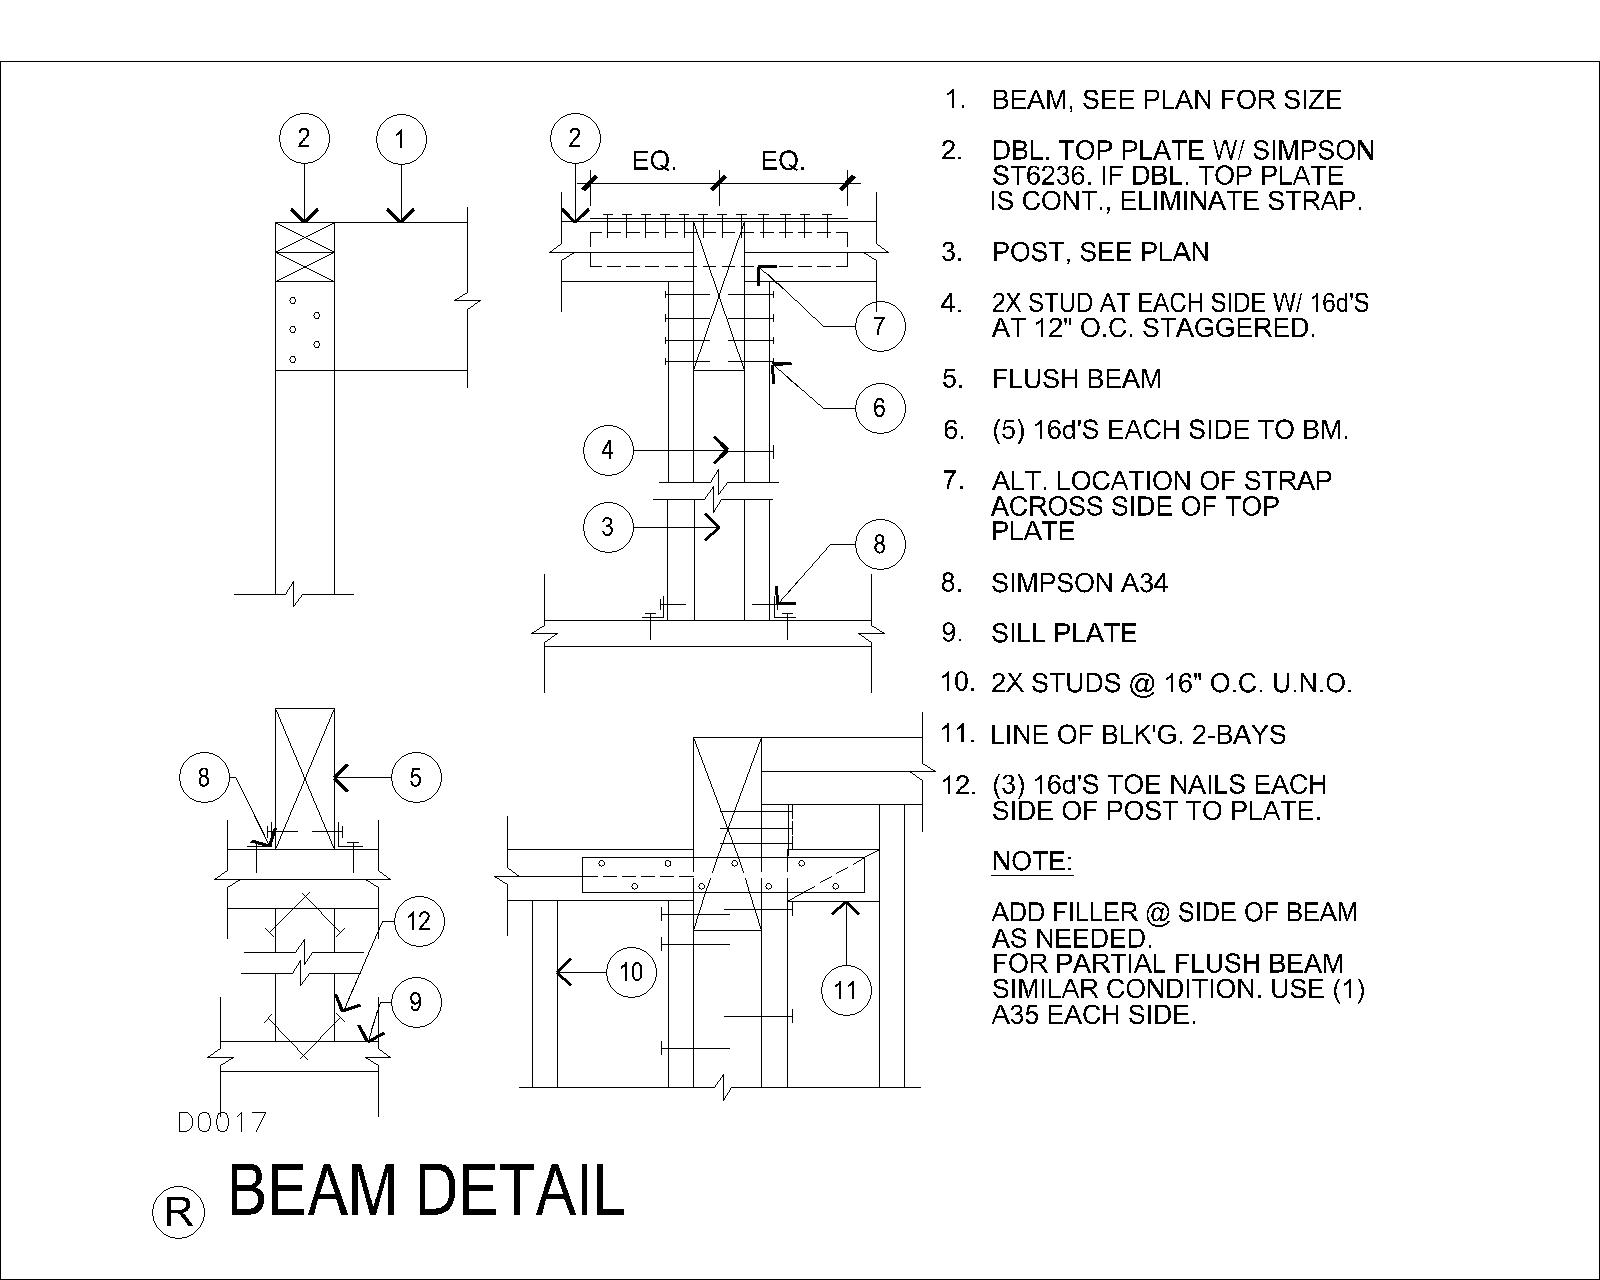 2
1
2
EQ.
EQ.
7
6
4
3
8
8
5
12
9
10
11
1. BEAM, SEE PLAN FOR SIZE
2. DBL. TOP PLATE W/ SIMPSON
ST6236. IF DBL. TOP PLATE
IS CONT., ELIMINATE STRAP.
3. POST, SEE PLAN
4. 2X STUD AT EACH SIDE W/ 16d'S
AT 12" O.C. STAGGERED.
5. FLUSH BEAM
6. (5) 16d'S EACH SIDE TO BM.
7. ALT. LOCATION OF STRAP
ACROSS SIDE OF TOP
PLATE
8. SIMPSON A34
9. SILL PLATE
10. 2X STUDS @ 16" O.C. U.N.O.
11. LINE OF BLK'G. 2-BAYS
12. (3) 16d'S TOE NAILS EACH
SIDE OF POST TO PLATE.
NOTE:
ADD FILLER @ SIDE OF BEAM
AS NEEDED.
FOR PARTIAL FLUSH BEAM
SIMILAR CONDITION. USE (1)
A35 EACH SIDE.
D0017
R BEAM DETAIL